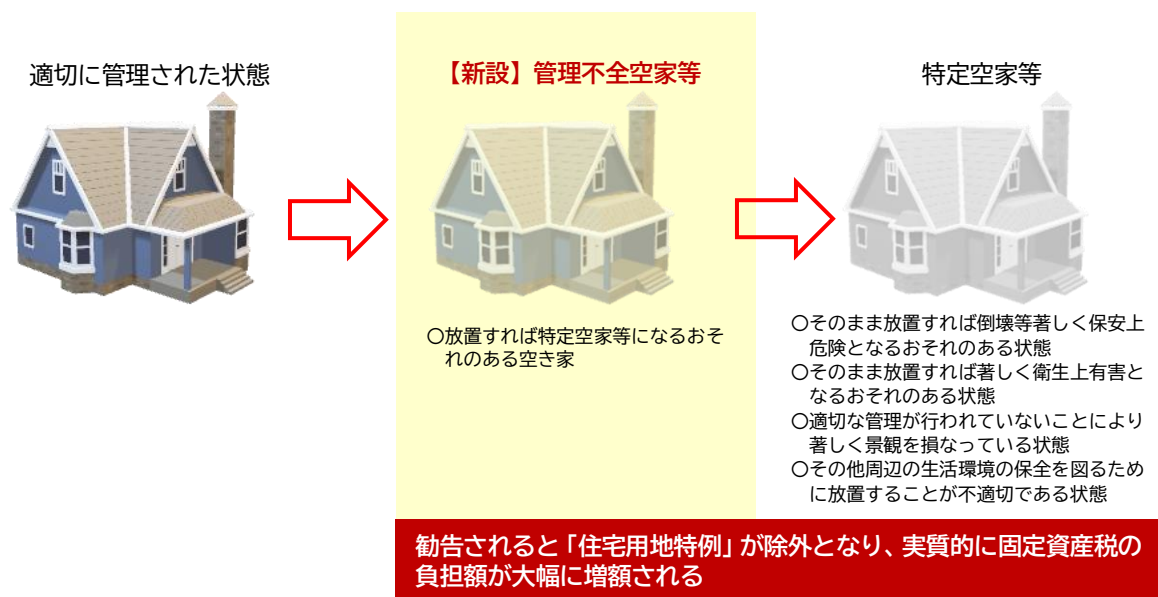 適切に管理された状態
【新設】管理不全空家等
〇放置すれば特定空家等になるおそ
れのある空き家
特定空家等
〇そのまま放置すれば倒壊等著しく保安上
危険となるおそれのある状態
〇そのまま放置すれば著しく衛生上有害と
なるおそれのある状態
〇適切な管理が行われていないことにより
著しく景観を損なっている状態
〇その他周辺の生活環境の保全を図るため
に放置することが不適切である状態
勧告されると「住宅用地特例」が除外となり、実質的に固定資産税の
負担額が大幅に増額される